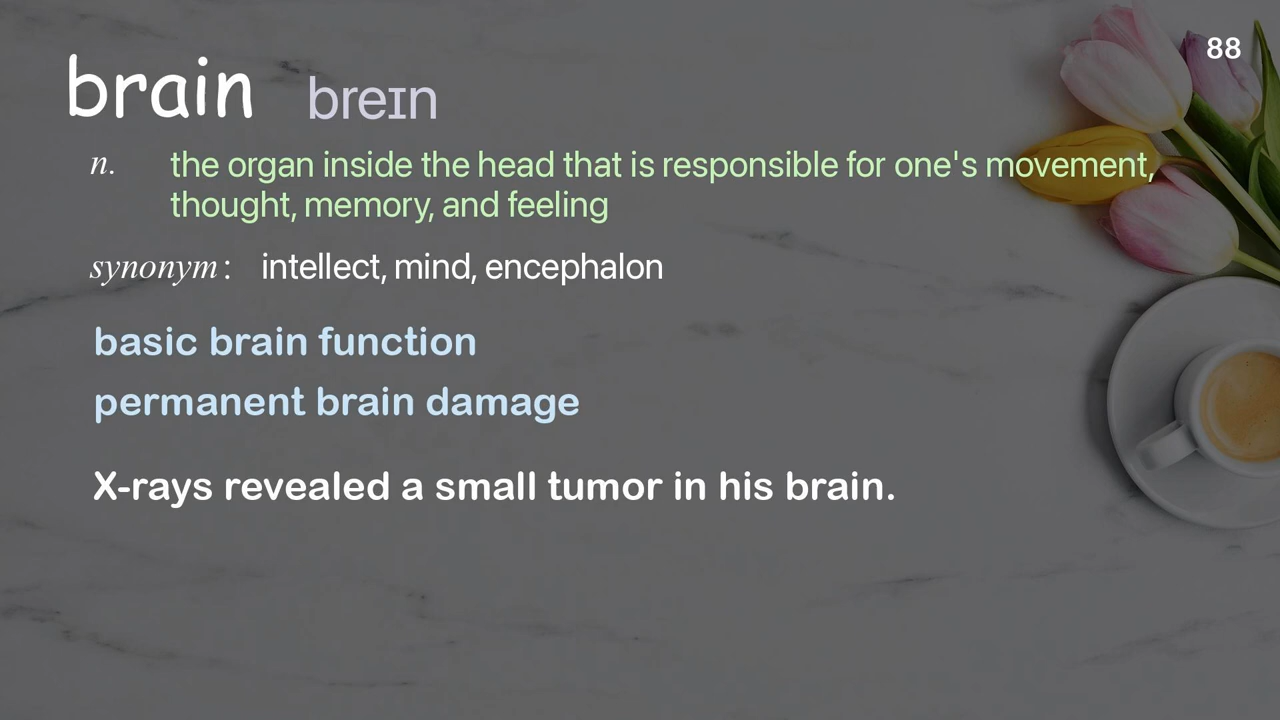 88
brain breɪn
n. the organ inside the head that is responsible for one's movement,
thought, memory, and feeling
synonym: intellect, mind, encephalon
basic brain function
permanent brain damage
X-rays revealed a small tumor in his brain.